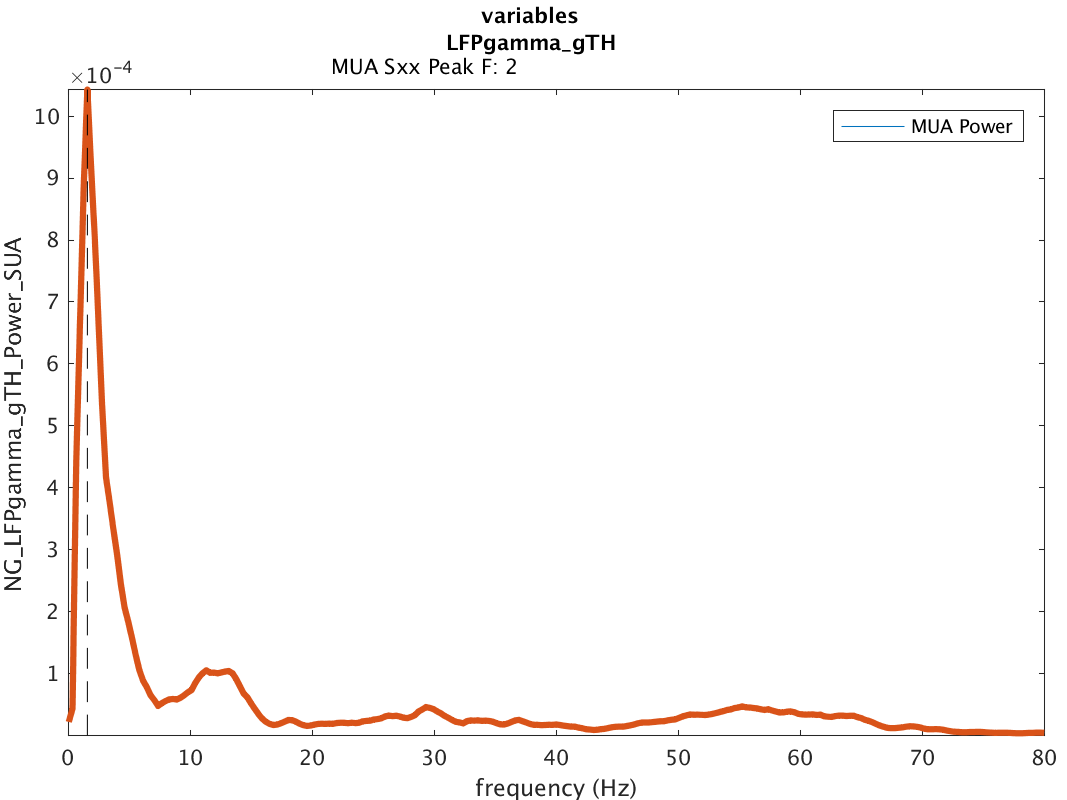 variables
LFPgamma_gTH
MUA Sxx Peak F: 2
×10⁻⁴
MUA Power
10
9
8
7
6
5
4
3
2
1
NG_LFPgamma_gTH_Power_SUA
0 10 20 30 40 50 60 70 80
frequency (Hz)